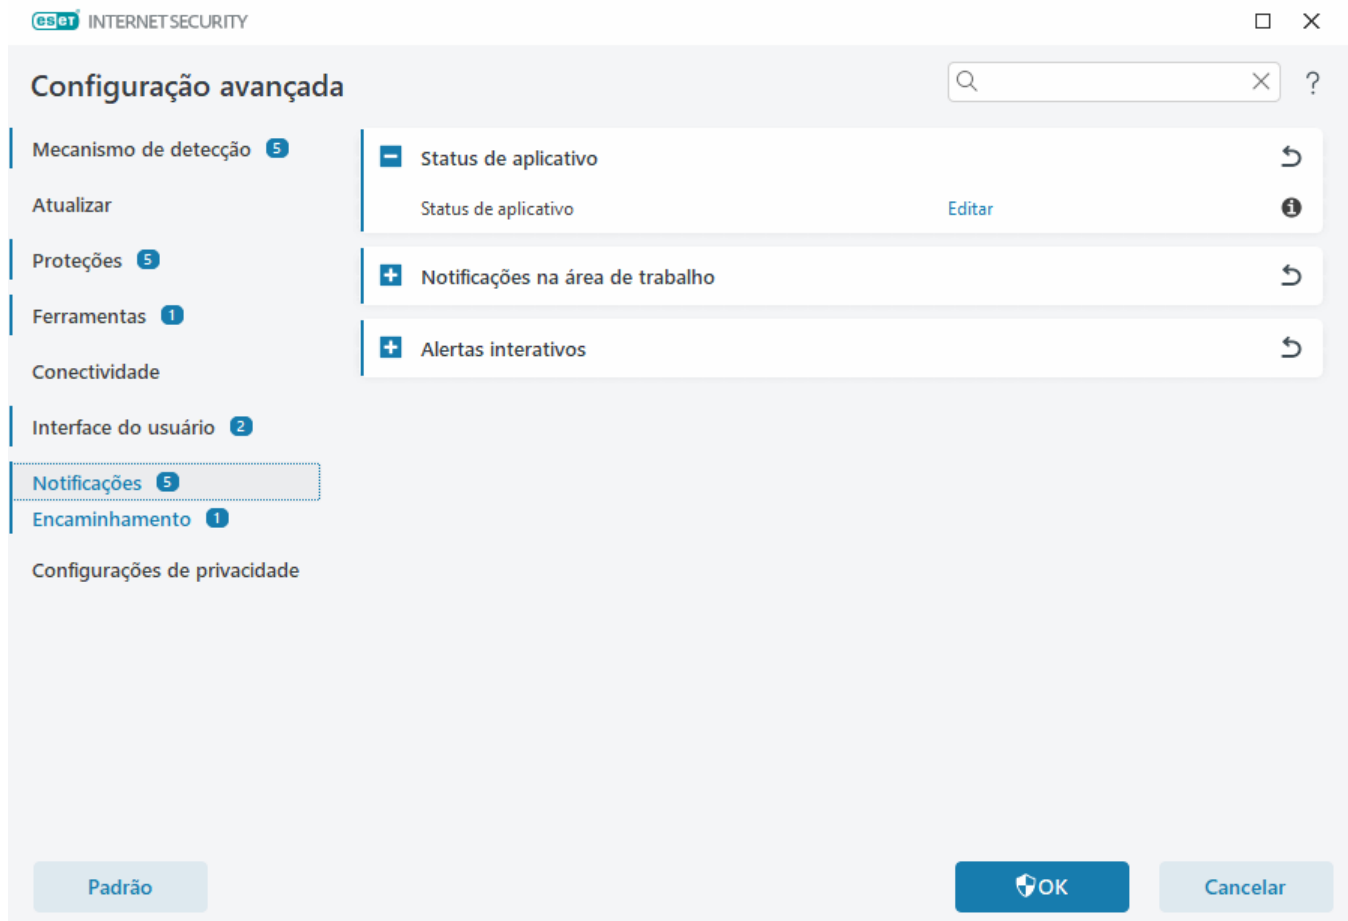 eset INTERNET SECURITY
Configuração avançada
?
Mecanismo de detecção 5
Atualizar
Proteções 5
Ferramentas 1
Conectividade
Interface do usuário 2
Notificações 5
Encaminhamento 1
Configurações de privacidade
Status de aplicativo
Status de aplicativo Editar
Notificações na área de trabalho
Alertas interativos
Padrão
OK
Cancelar